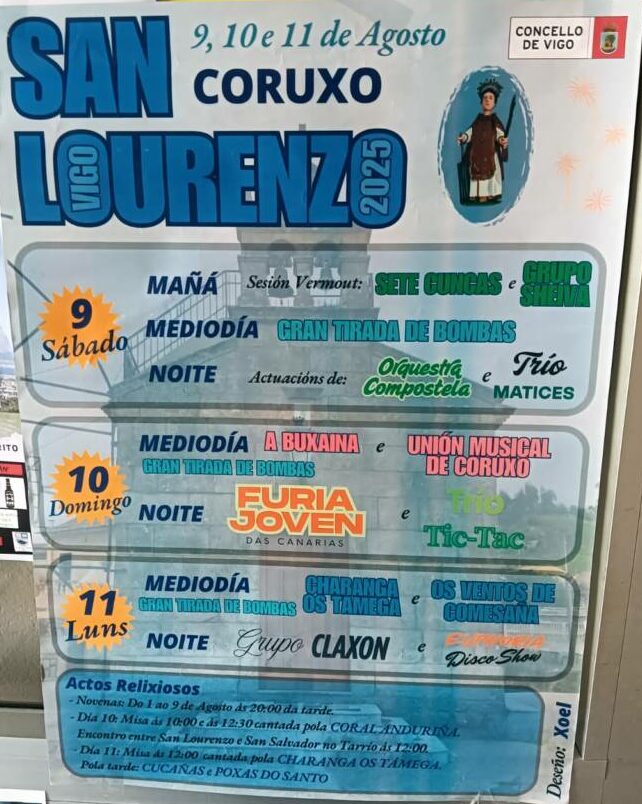 SAN
9, 10 e 11 de Agosto
CORUXO
CONCELLO
DE VIGO
LOURENZO
VIGO
2025
9
Sábado
MAÑÁ Sesión Vermout: SETE CUNCAS e GRUPO SHEIVA
MEDIODÍA GRAN TIRADA DE BOMBAS
NOITE Actuacións de: Orquestra Compostela e Trío MATICES
10
Domingo
MEDIODÍA A BUXAINA e UNIÓN MUSICAL DE CORUXO
GRAN TIRADA DE BOMBAS
NOITE FURIA JOVEN DAS CANARIAS e Trío Tic-Tac
11
Luns
MEDIODÍA CHARANGA OS TÁMEGA e OS VENTOS DE COMESAÑA
GRAN TIRADA DE BOMBAS
NOITE Grupo CLAXON e EUPHORIA Disco Show
Actos Relixiosos
- Novenas: Do 1 ao 9 de Agosto ás 20:00 da tarde.
- Día 10: Misa ás 10:00 e ás 12:30 cantada pola CORAL ANDURIÑA.
Encontro entre San Lourenzo e San Salvador no Tarrío ás 12:00.
- Día 11: Misa ás 12:00 cantada pola CHARANGA OS TÁMEGA.
Pola tarde: CUCAÑAS e POXAS DO SANTO
Deseño: Xoel